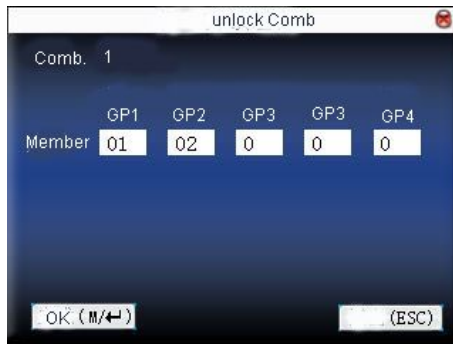 unlock Comb
Comb. 1
GP1 GP2 GP3 GP3 GP4
Member 01 02 0 0 0
OK (M/↵) (ESC)